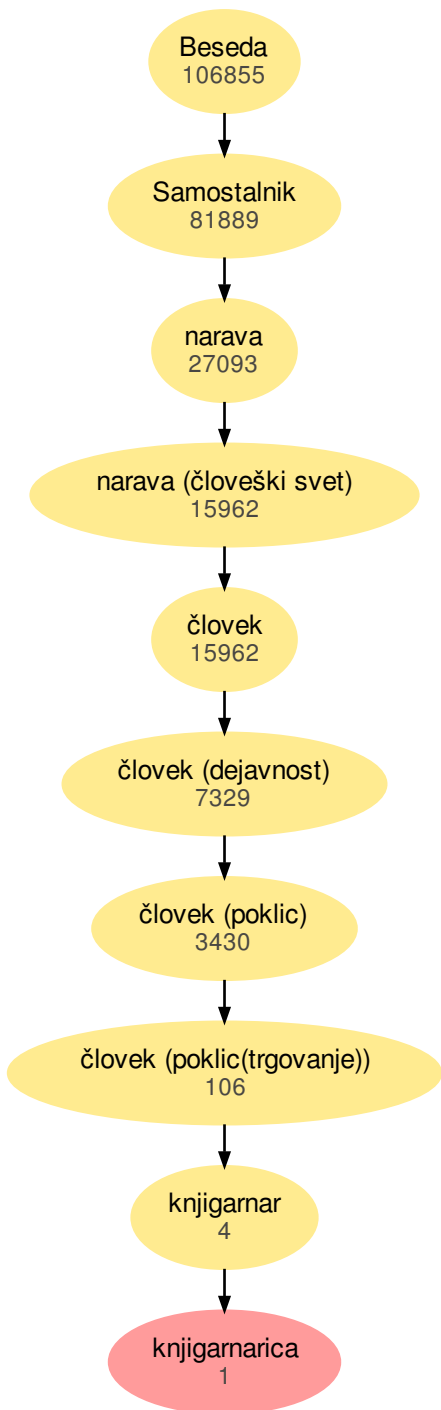 Beseda
106855
Samostalnik
81889
narava
27093
narava (človeški svet)
15962
človek
15962
človek (dejavnost)
7329
človek (poklic)
3430
človek (poklic(trgovanje))
106
knjigarnar
4
knjigarnarica
1